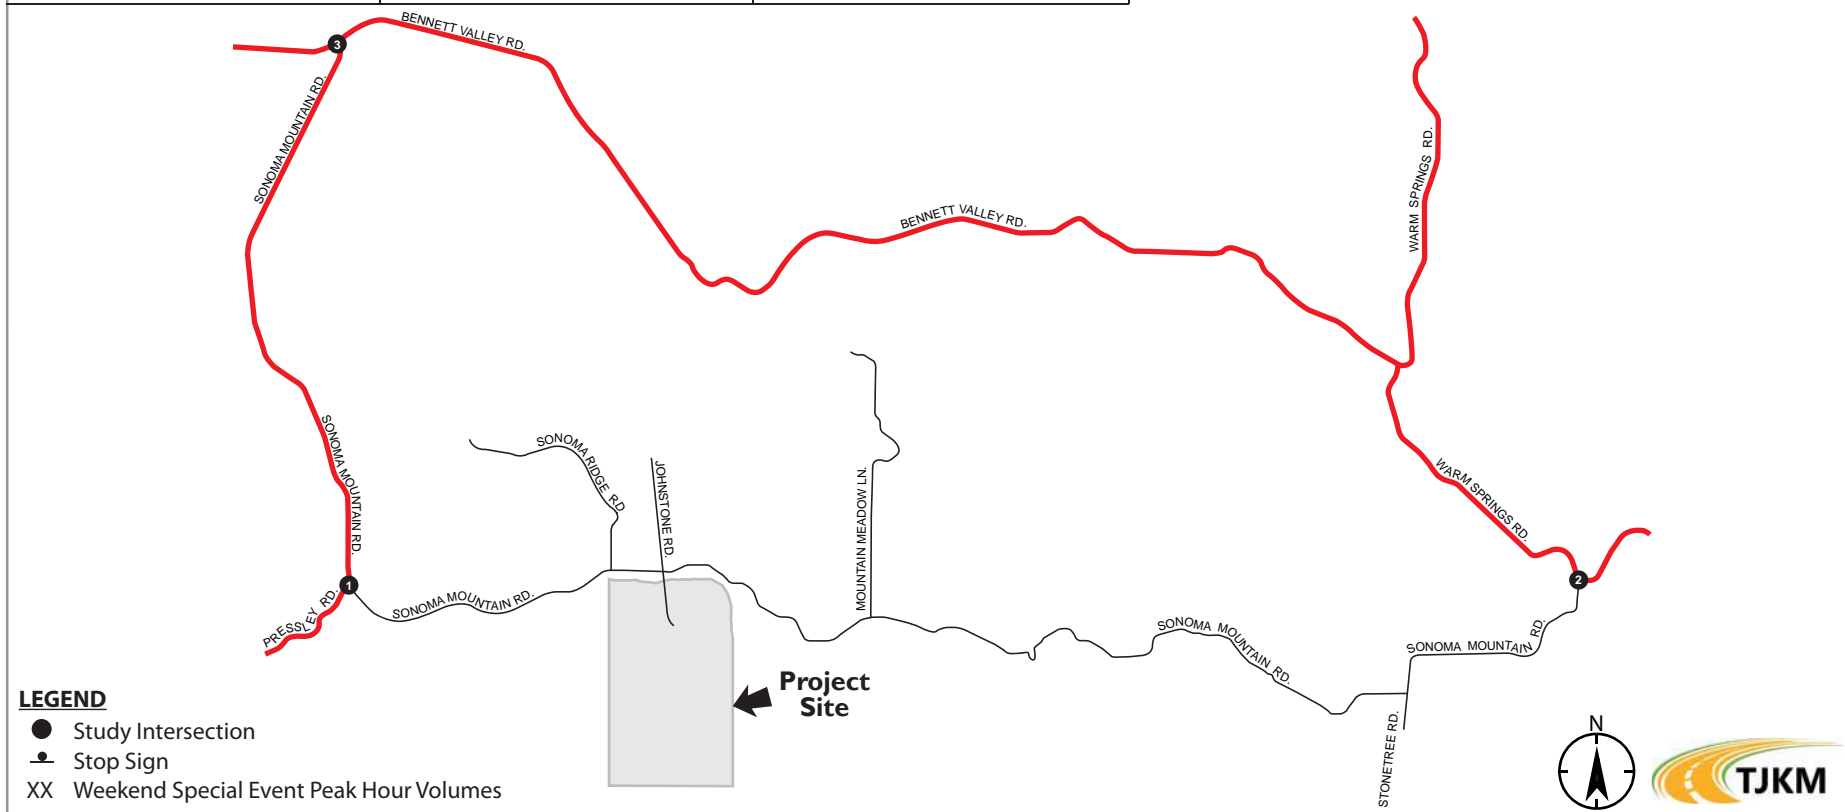 BENNETT VALLEY RD.
3
SONOMA MOUNTAIN RD.
WARM SPRINGS RD.
BENNETT VALLEY RD.
SONOMA MOUNTAIN RD.
SONOMA RIDGE RD
JOHNSTONE RD.
MOUNTAIN MEADOW LN.
WARM SPRINGS RD.
1
2
PRESSLEY RD.
SONOMA MOUNTAIN RD.
SONOMA MOUNTAIN RD.
SONOMA MOUNTAIN RD.
Project
Site
STONETREE RD.
LEGEND
Study Intersection
Stop Sign
XX Weekend Special Event Peak Hour Volumes
N
TJKM